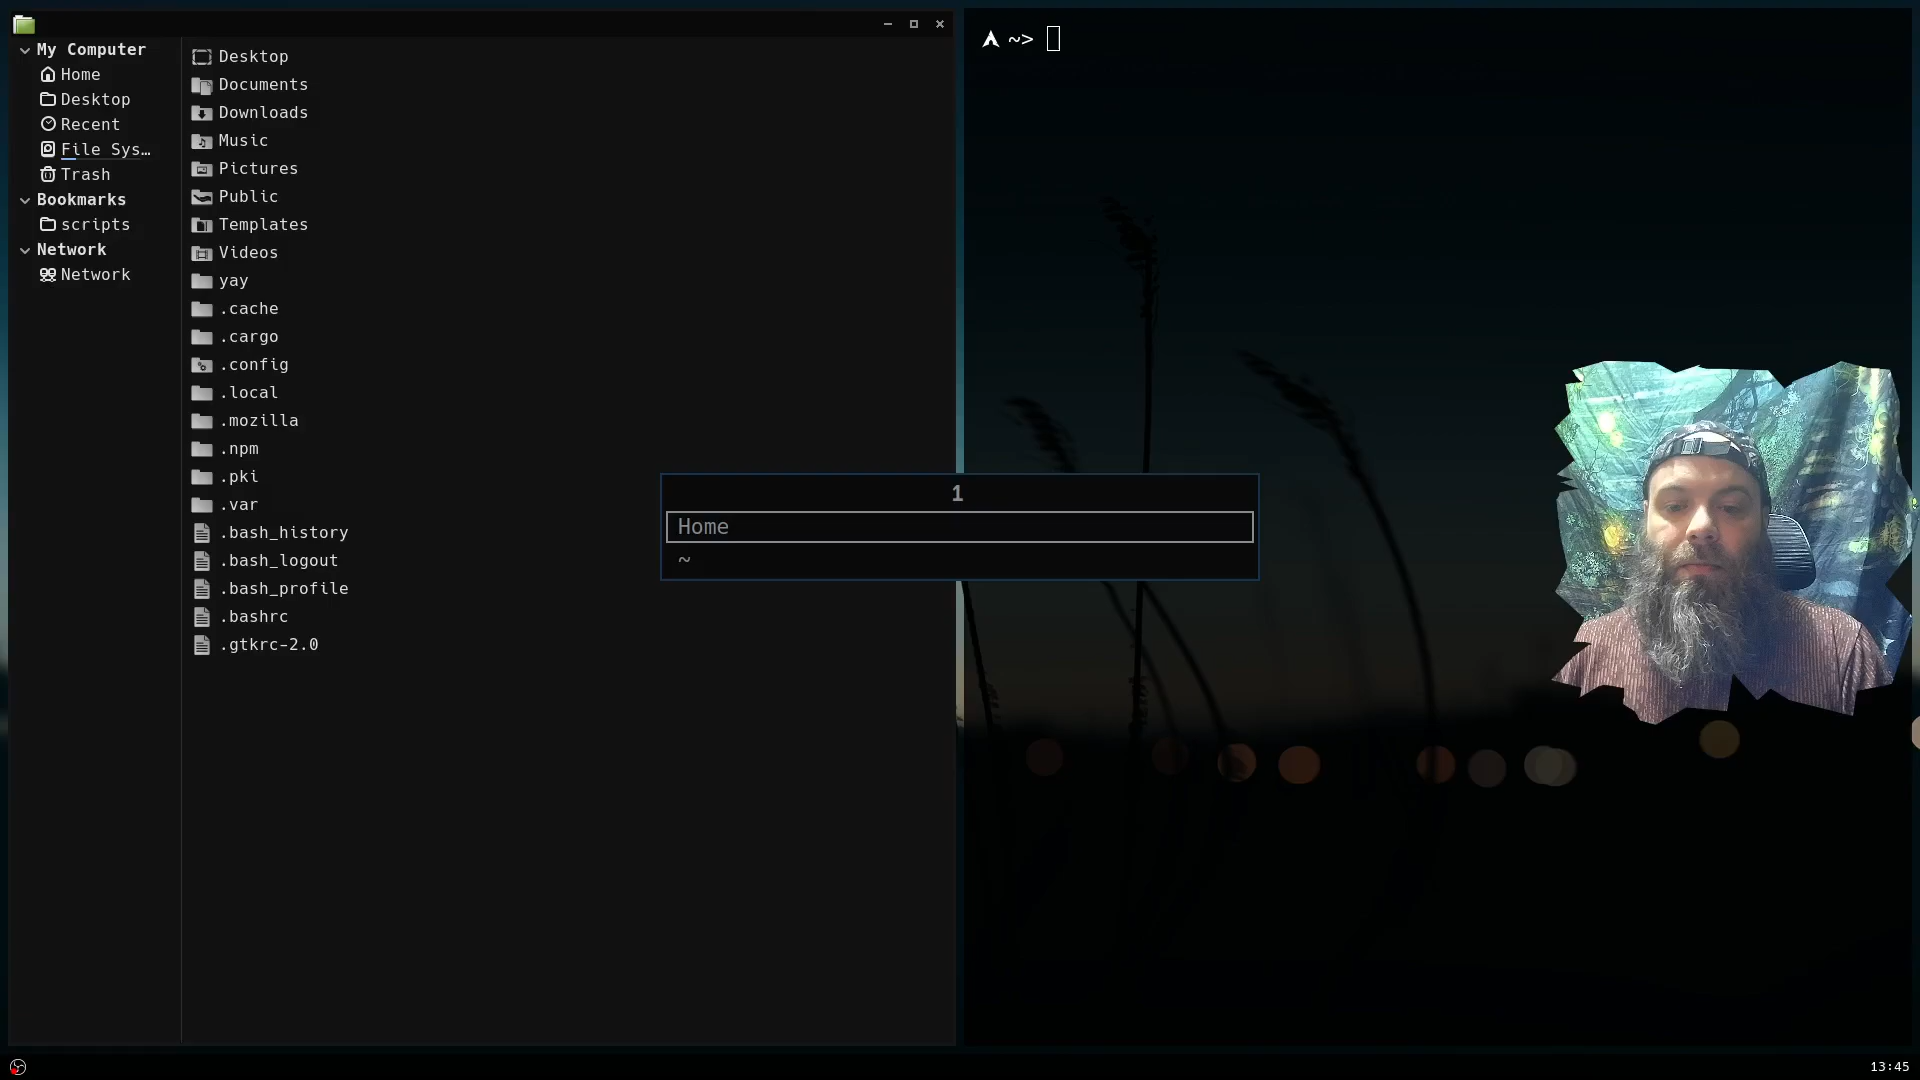 My Computer
Home
Desktop
Recent
File Sys…
Trash
Bookmarks
scripts
Network
Network
Desktop
Documents
Downloads
Music
Pictures
Public
Templates
Videos
yay
.cache
.cargo
.config
.local
.mozilla
.npm
.pki
.var
.bash_history
.bash_logout
.bash_profile
.bashrc
.gtkrc-2.0
~>
1
Home
~
13:45